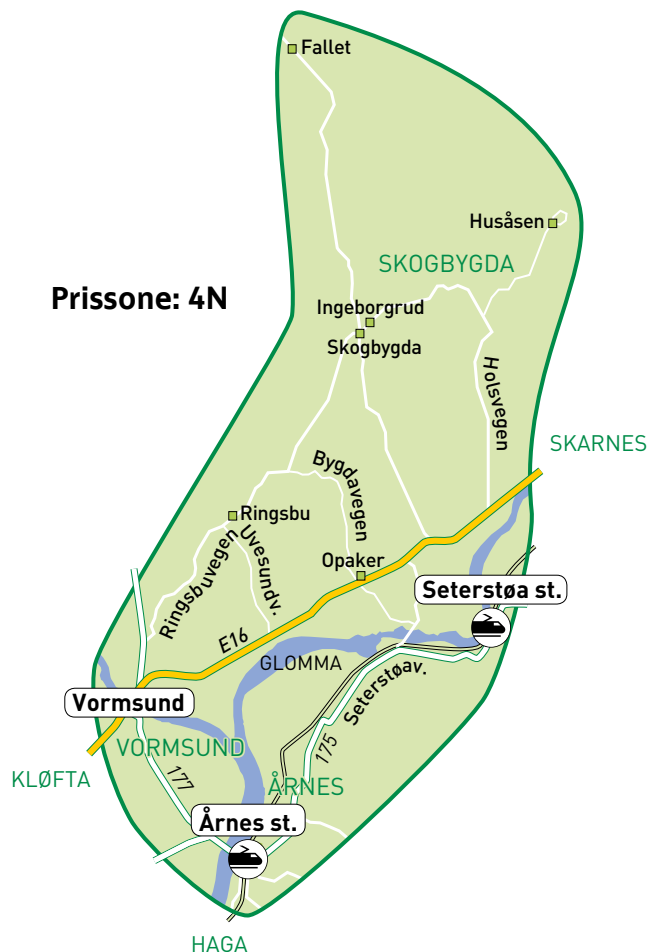 Fallet
Husåsen
SKOGBYGDA
Prissone: 4N
Ingeborgrud
Skogbygda
Holsvegen
SKARNES
Bygdavegen
Ringsbu
Uvesundv.
Ringsbuvegen
Opaker
Seterstøa st.
E16
GLOMMA
Seterstøav.
Vormsund
VORMSUND
175
KLØFTA
177
ÅRNES
Årnes st.
HAGA